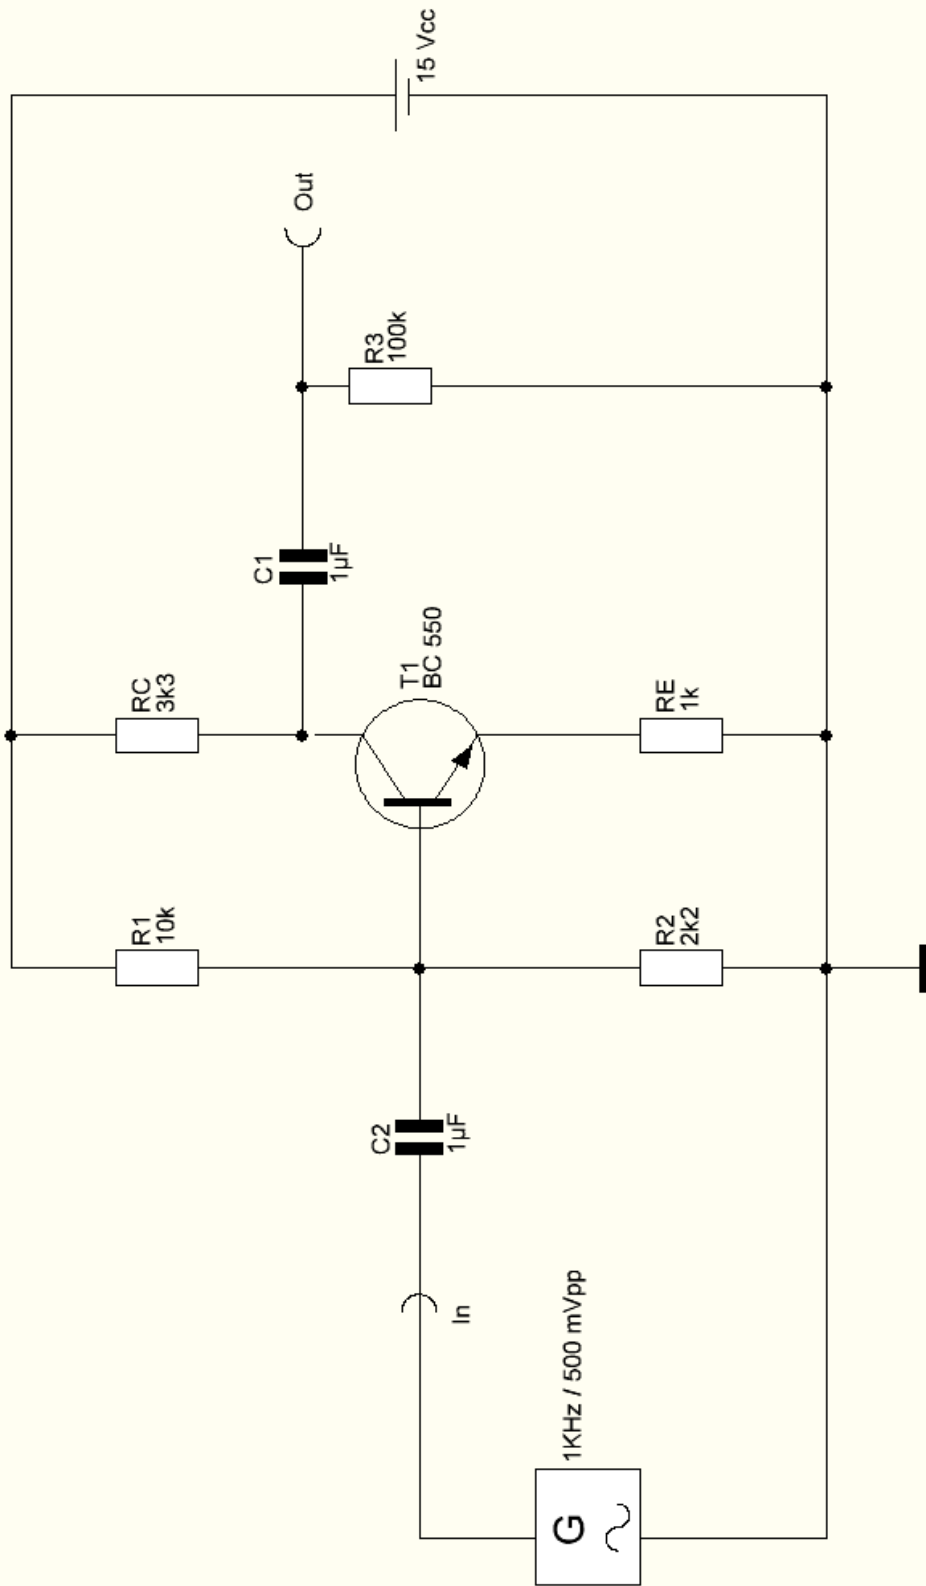 15 Vcc
Out
R3
100k
C1
1µF
RC
3k3
T1
BC 550
RE
1k
R1
10k
R2
2k2
C2
1µF
In
1KHz / 500 mVpp
G